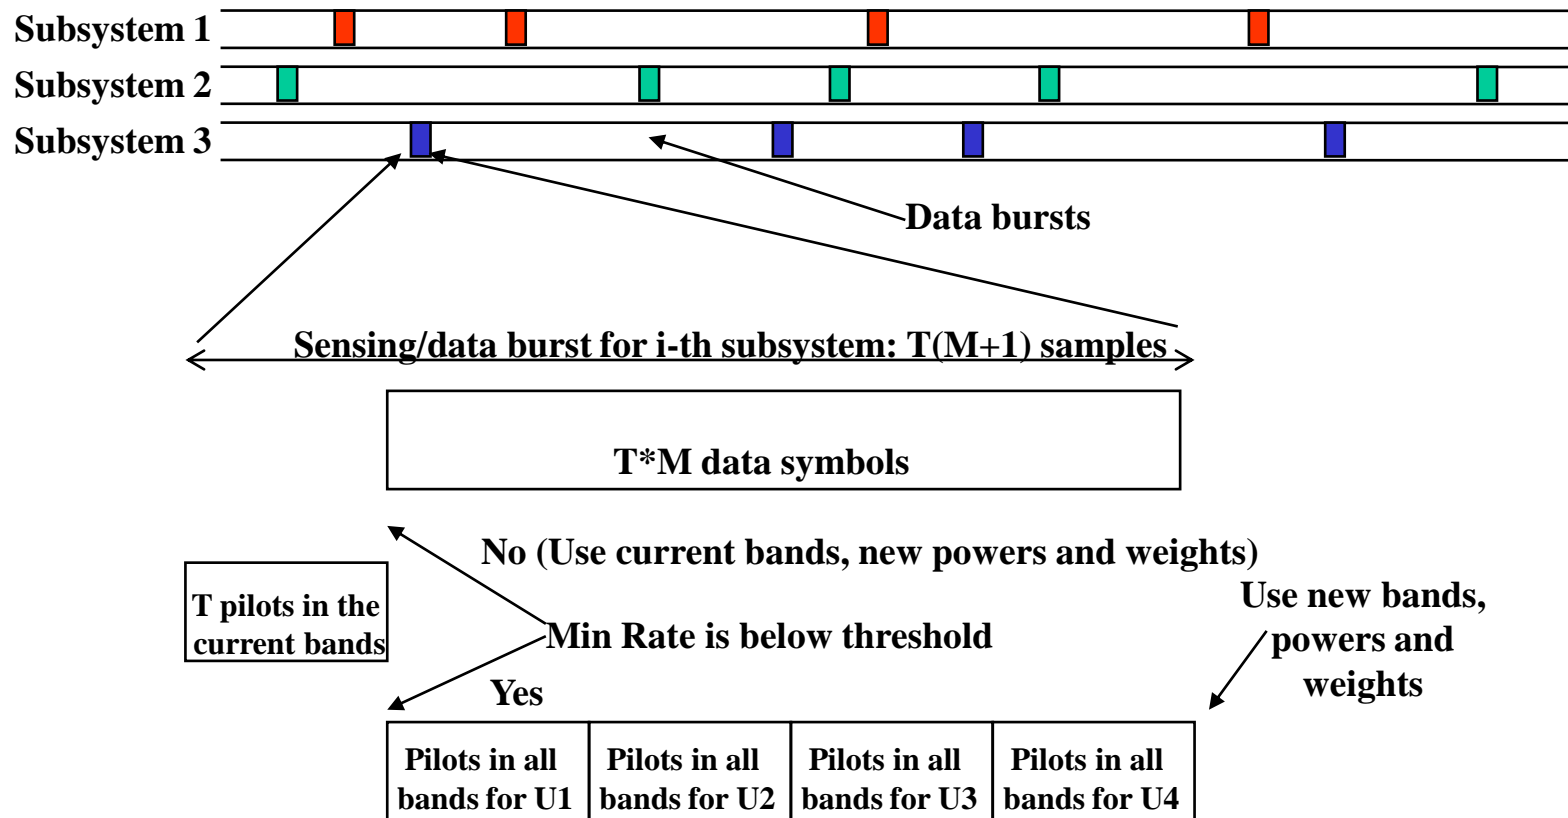 Subsystem 1
Subsystem 2
Subsystem 3
Data bursts
Sensing/data burst for i-th subsystem: T(M+1) samples
T*M data symbols
No (Use current bands, new powers and weights)
T pilots in the
current bands
Min Rate is below threshold
Use new bands,
powers and
weights
Yes
Pilots in all
bands for U1
Pilots in all
bands for U2
Pilots in all
bands for U3
Pilots in all
bands for U4